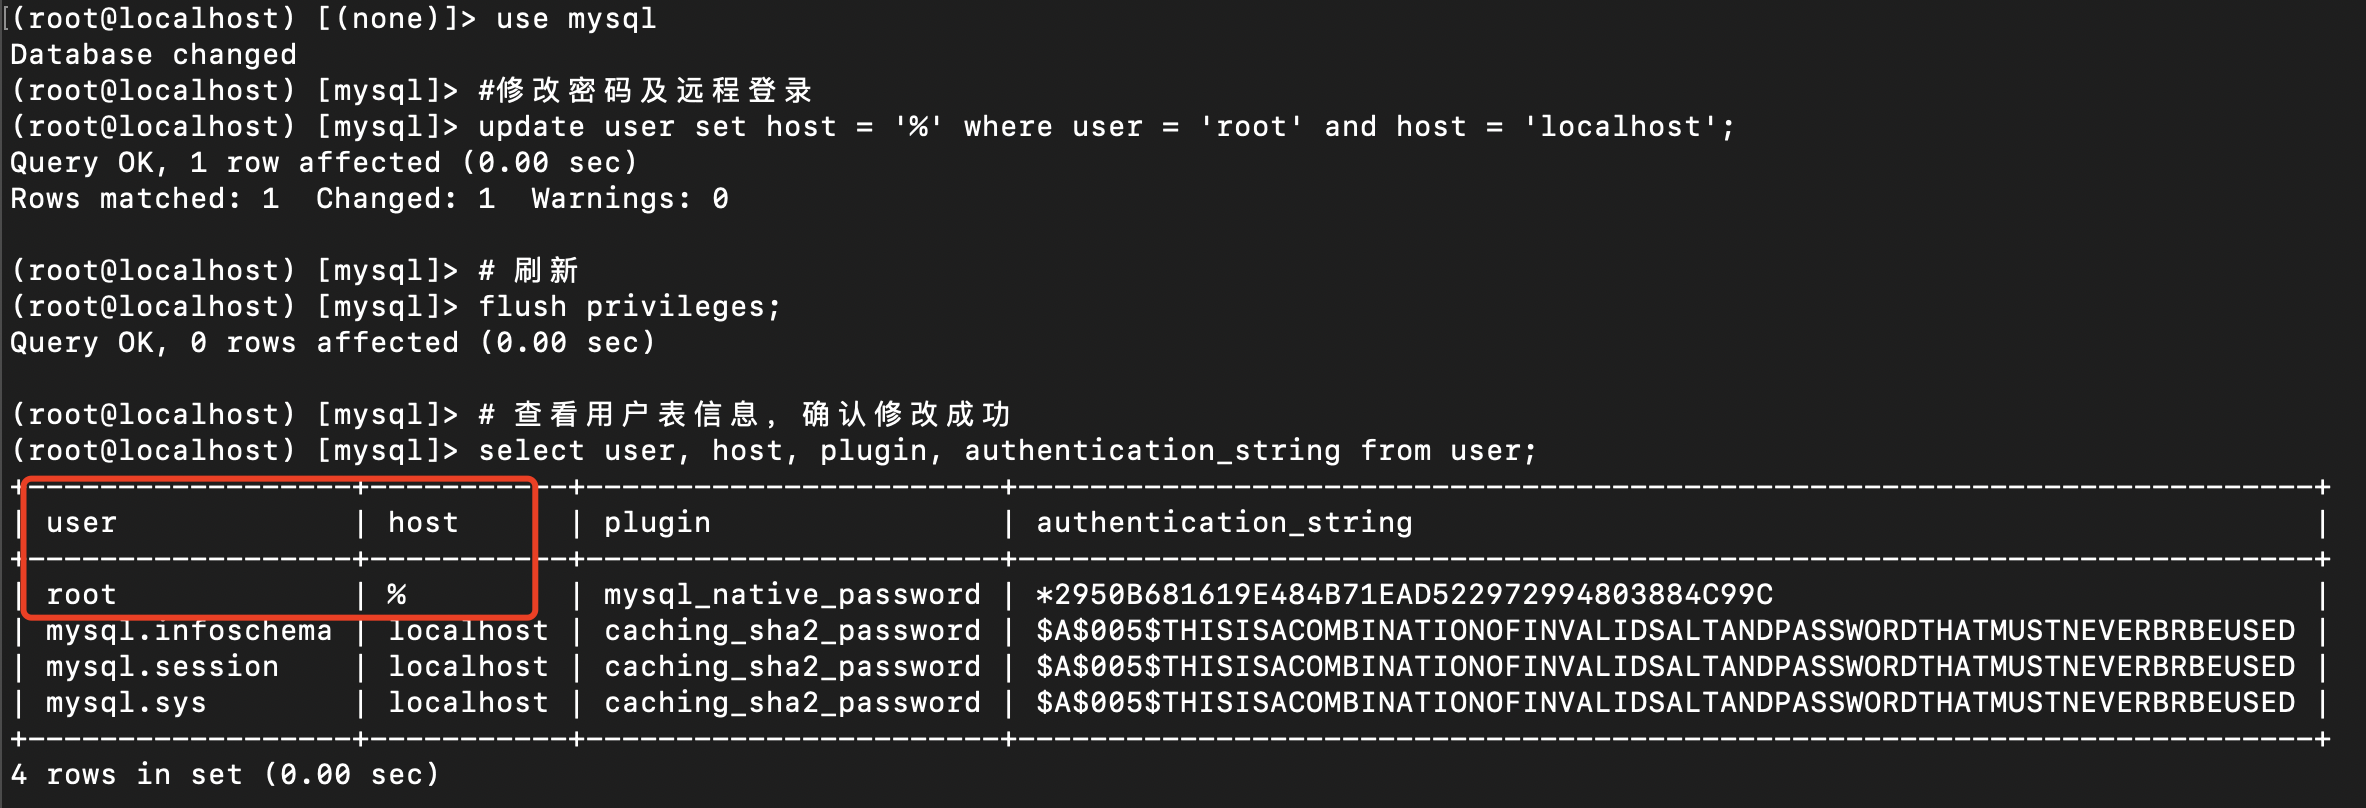 [(root@localhost) [(none)]> use mysql
Database changed
(root@localhost) [mysql]> #修改密码及远程登录
(root@localhost) [mysql]> update user set host = '%' where user = 'root' and host = 'localhost';
Query OK, 1 row affected (0.00 sec)
Rows matched: 1  Changed: 1  Warnings: 0
(root@localhost) [mysql]> # 刷新
(root@localhost) [mysql]> flush privileges;
Query OK, 0 rows affected (0.00 sec)
(root@localhost) [mysql]> # 查看用户表信息，确认修改成功
(root@localhost) [mysql]> select user, host, plugin, authentication_string from user;
+------------------+-----------+-----------------------+------------------------------------------------------------------------+
| user             | host      | plugin                | authentication_string                                                  |
+------------------+-----------+-----------------------+------------------------------------------------------------------------+
| root             | %         | mysql_native_password | *2950B681619E484B71EAD522972994803884C99C                              |
| mysql.infoschema | localhost | caching_sha2_password | $A$005$THISISACOMBINATIONOFINVALIDSALTANDPASSWORDTHATMUSTNEVERBRBEUSED |
| mysql.session    | localhost | caching_sha2_password | $A$005$THISISACOMBINATIONOFINVALIDSALTANDPASSWORDTHATMUSTNEVERBRBEUSED |
| mysql.sys        | localhost | caching_sha2_password | $A$005$THISISACOMBINATIONOFINVALIDSALTANDPASSWORDTHATMUSTNEVERBRBEUSED |
+------------------+-----------+-----------------------+------------------------------------------------------------------------+
4 rows in set (0.00 sec)